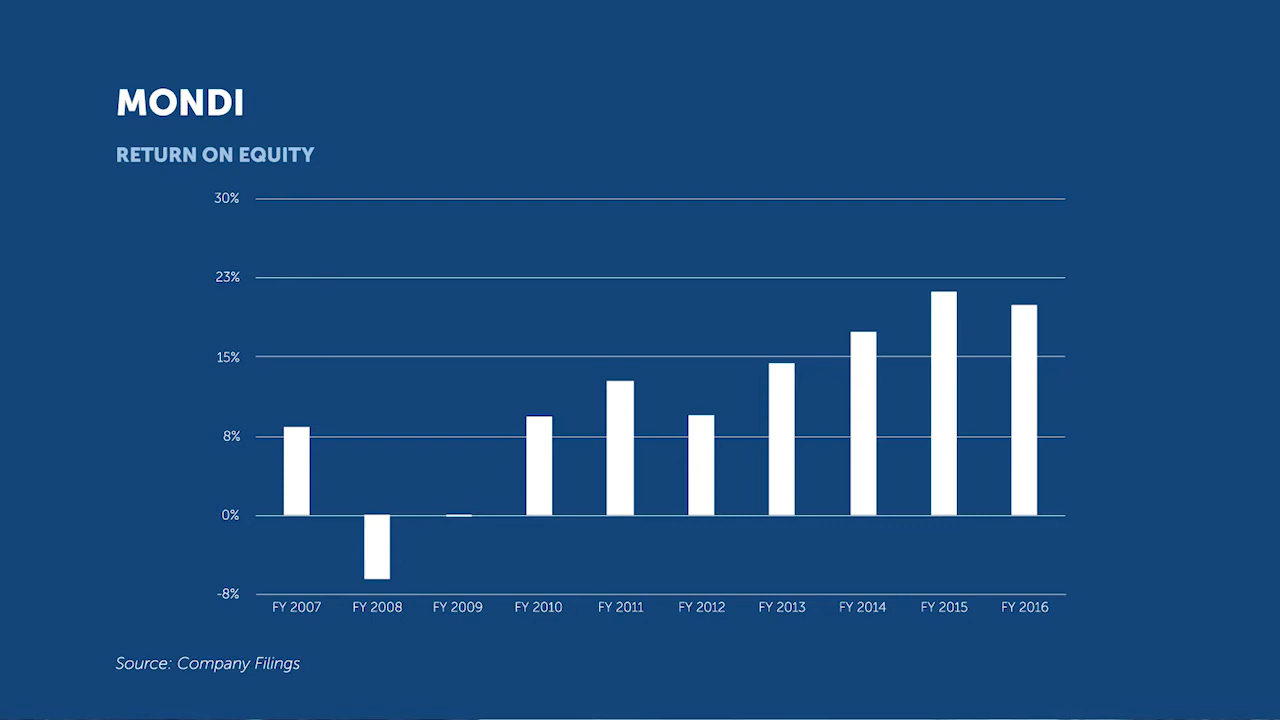 MONDI
RETURN ON EQUITY
30%
23%
15%
8%
0%
-8%
FY 2007 FY 2008 FY 2009 FY 2010 FY 2011 FY 2012 FY 2013 FY 2014 FY 2015 FY 2016
Source: Company Filings